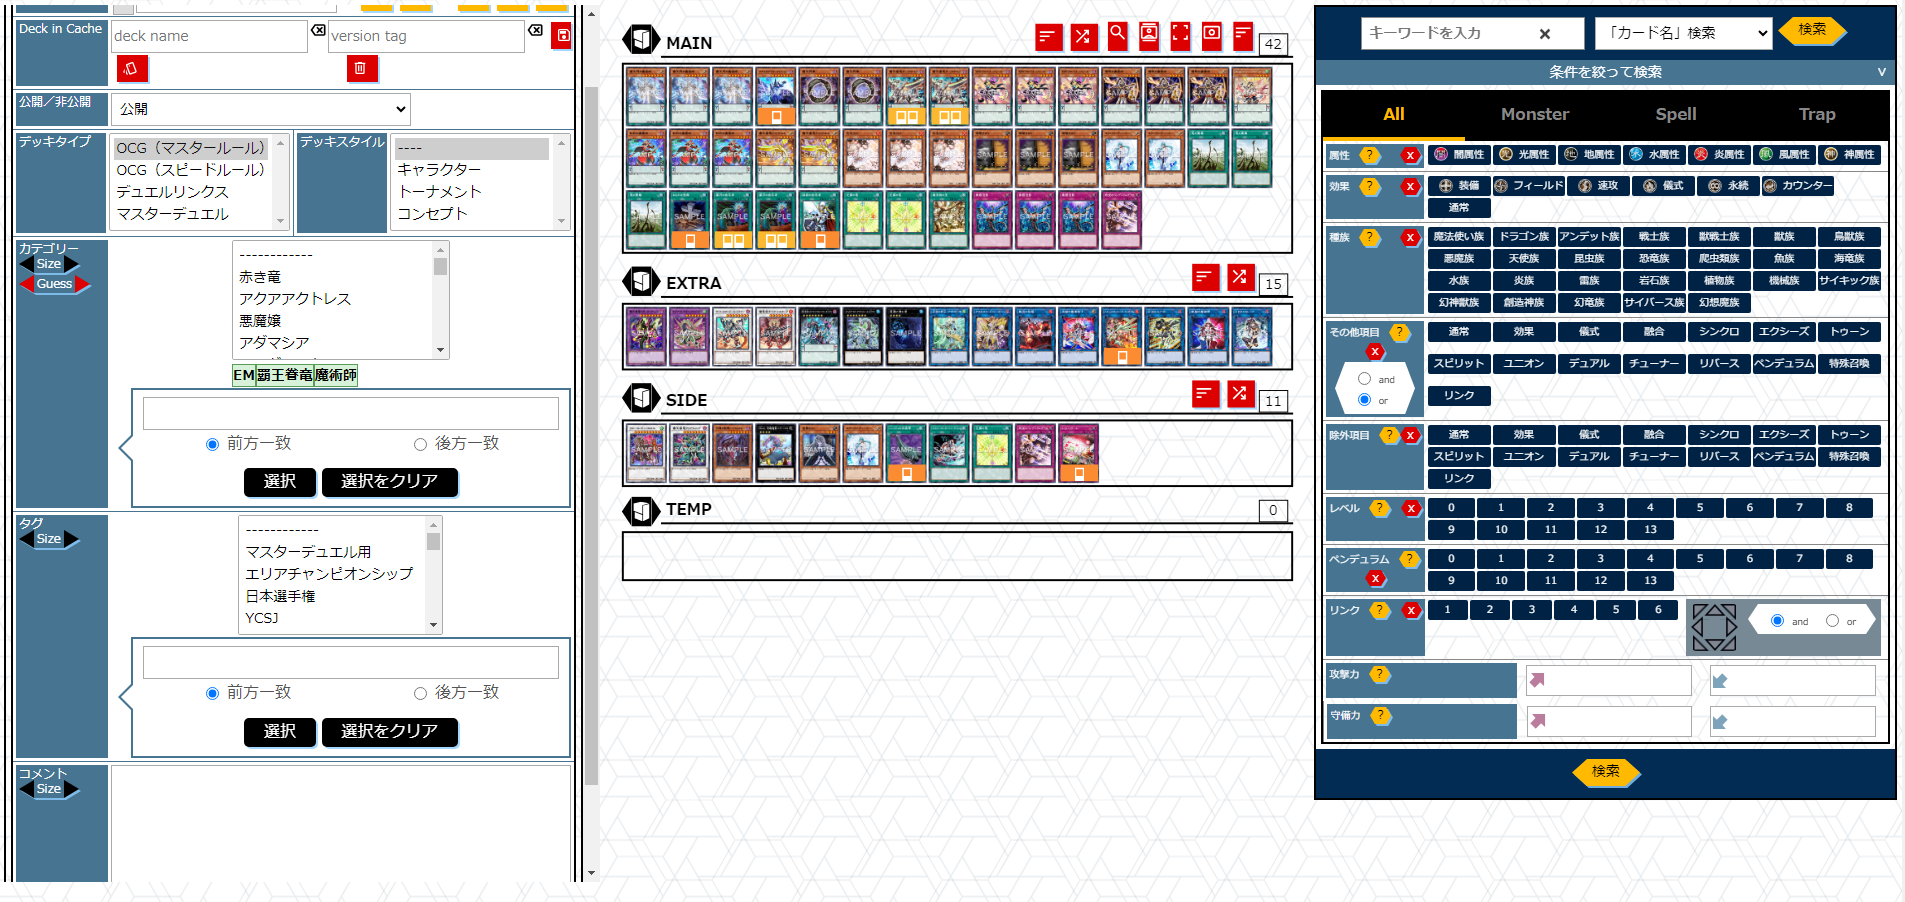 Deck in Cache
deck name
version tag
公開／非公開
公開
デッキタイプ
OCG（マスタールール）
OCG（スピードルール）
デュエルリンクス
マスターデュエル
デッキスタイル
----
キャラクター
トーナメント
コンセプト
カテゴリー
Size
Guess
------------
赤き竜
アクアアクトレス
悪魔嬢
アダマシア
EM覇王眷竜魔術師
前方一致
後方一致
選択
選択をクリア
タグ
Size
------------
マスターデュエル用
エリアチャンピオンシップ
日本選手権
YCSJ
前方一致
後方一致
選択
選択をクリア
コメント
Size
MAIN
42
EXTRA
15
SIDE
11
TEMP
0
キーワードを入力
「カード名」検索
検索
条件を絞って検索
All Monster Spell Trap
属性 ? X 闇属性 光属性 地属性 水属性 炎属性 風属性 神属性
効果 ? X 装備 フィールド 速攻 儀式 永続 カウンター
通常
種族 ? X 魔法使い族 ドラゴン族 アンデット族 戦士族 獣戦士族 獣族 鳥獣族
悪魔族 天使族 昆虫族 恐竜族 爬虫類族 魚族 海竜族
水族 炎族 雷族 岩石族 植物族 機械族 サイキック族
幻神獣族 創造神族 幻竜族 サイバース族 幻想魔族
その他項目 ? X 通常 効果 儀式 融合 シンクロ エクシーズ トゥーン
スピリット ユニオン デュアル チューナー リバース ペンデュラム 特殊召喚
リンク
and
or
除外項目 ? X 通常 効果 儀式 融合 シンクロ エクシーズ トゥーン
スピリット ユニオン デュアル チューナー リバース ペンデュラム 特殊召喚
リンク
レベル ? X 0 1 2 3 4 5 6 7 8
9 10 11 12 13
ペンデュラム ? X 0 1 2 3 4 5 6 7 8
9 10 11 12 13
リンク ? X 1 2 3 4 5 6
and or
攻撃力 ?
守備力 ?
検索